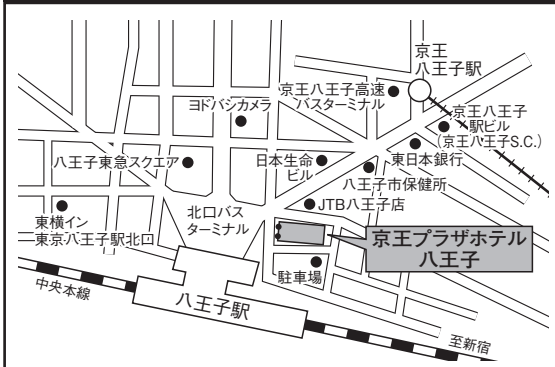 京王
八王子駅
京王八王子高速
バスターミナル
ヨドバシカメラ
京王八王子
駅ビル
(京王八王子S.C.)
東日本銀行
日本生命
ビル
八王子東急スクエア
八王子市保健所
JTB八王子店
東横イン
東京八王子駅北口
北口バス
ターミナル
京王プラザホテル
八王子
駐車場
中央本線
八王子駅
至新宿